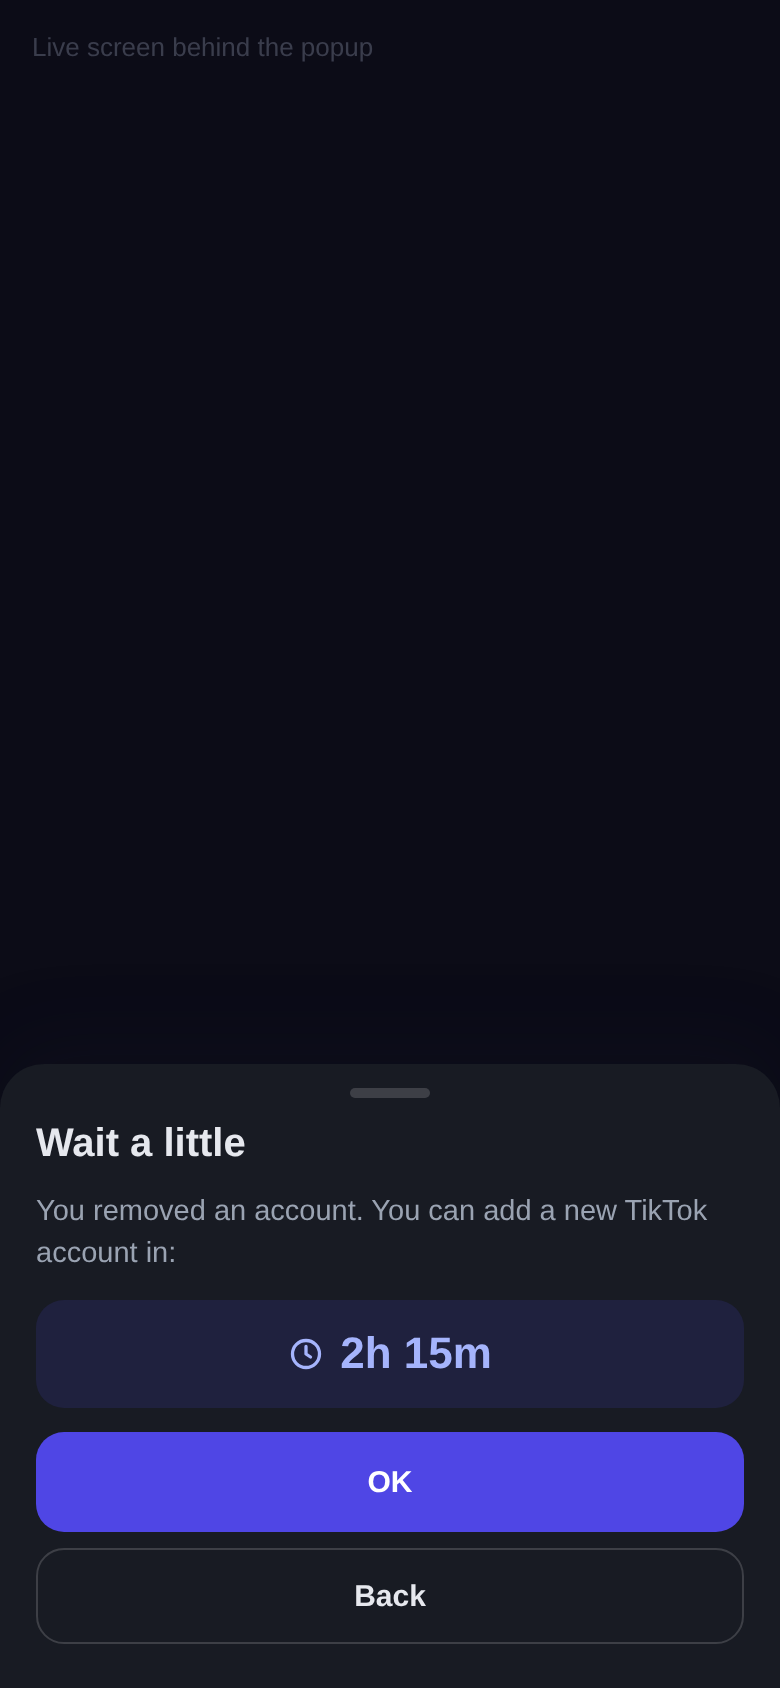 Live screen behind the popup
Wait a little
You removed an account. You can add a new TikTok
account in:
2h 15m
OK
Back